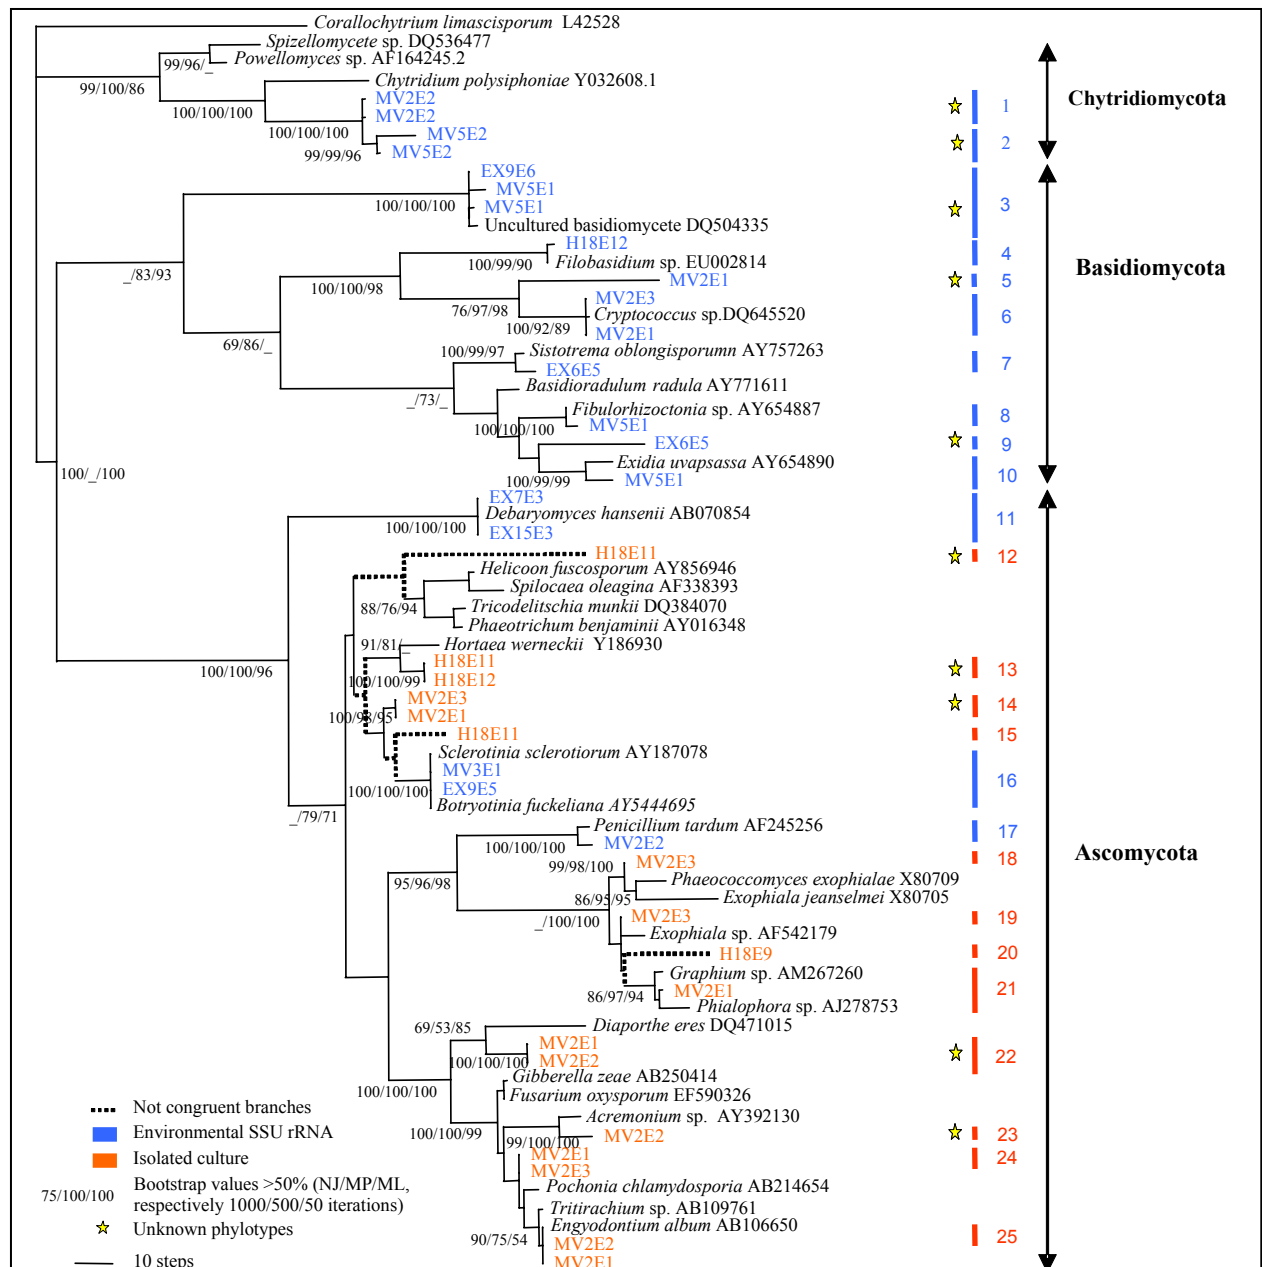 Corallochytrium limascisporum L42528
Spizellomycete sp. DQ536477
99/96/_
Powellomyces sp. AF164245.2
99/100/86
Chytridium polysiphoniae Y032608.1
Chytridiomycota
MV2E2
1
100/100/100
MV2E2
100/100/100
MV5E2
2
99/99/96
MV5E2
EX9E6
MV5E1
100/100/100
MV5E1
3
Uncultured basidiomycete DQ504335
H18E12
4
100/99/90
Filobasidium sp. EU002814
Basidiomycota
_/83/93
100/100/98
MV2E1
5
MV2E3
76/97/98
Cryptococcus sp.DQ645520
6
100/92/89
MV2E1
69/86/_
100/99/97
Sistotrema oblongisporumn AY757263
7
EX6E5
Basidioradulum radula AY771611
_/73/_
Fibulorhizoctonia sp. AY654887
8
100/100/100
MV5E1
EX6E5
9
Exidia uvapsassa AY654890
100/_/100
100/99/99
MV5E1
10
EX7E3
Debaryomyces hansenii AB070854
11
100/100/100
EX15E3
H18E11
12
Helicoon fuscosporum AY856946
Spilocaea oleagina AF338393
88/76/94
Tricodelitschia munkii DQ384070
Phaeotrichum benjaminii AY016348
91/81/_
Hortaea werneckii Y186930
H18E11
13
100/100/96
100/100/99
H18E12
MV2E3
14
100/98/95
MV2E1
H18E11
15
Sclerotinia sclerotiorum AY187078
MV3E1
16
100/100/100
EX9E5
Botryotinia fuckeliana AY5444695
_/79/71
Penicillium tardum AF245256
17
100/100/100
MV2E2
Ascomycota
99/98/100
MV2E3
18
95/96/98
Phaeococcomyces exophialae X80709
86/95/95
Exophiala jeanselmei X80705
_/100/100
MV2E3
19
Exophiala sp. AF542179
H18E9
20
Graphium sp. AM267260
86/97/94
MV2E1
21
Phialophora sp. AJ278753
69/53/85
Diaporthe eres DQ471015
MV2E1
22
100/100/100
MV2E2
100/100/100
Gibberella zeae AB250414
Fusarium oxysporum EF590326
Acremonium sp. AY392130
100/100/99
99/100/100
MV2E2
23
MV2E1
24
MV2E3
Pochonia chlamydosporia AB214654
Tritirachium sp. AB109761
Engyodontium album AB106650
90/75/54
MV2E2
25
MV2E1
Not congruent branches
Environmental SSU rRNA
Isolated culture
75/100/100
Bootstrap values >50% (NJ/MP/ML,
respectively 1000/500/50 iterations)
Unknown phylotypes
10 steps